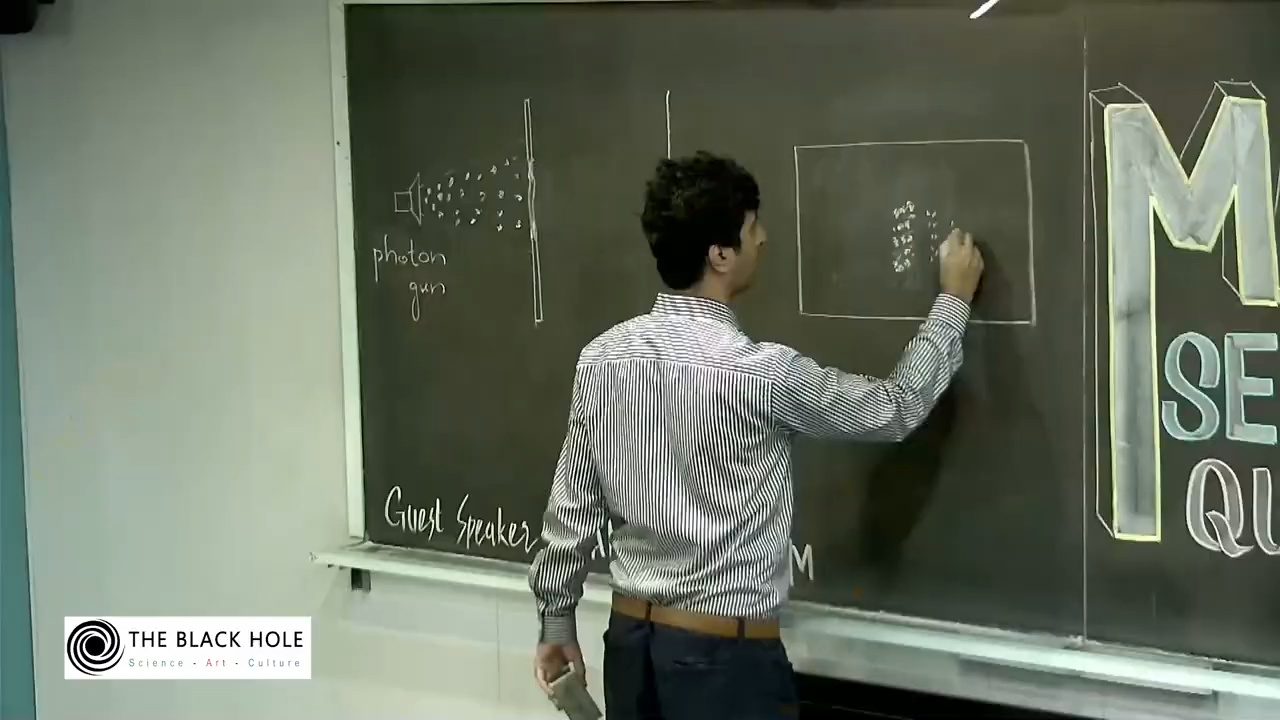 photon
gun
Guest Speaker
M
M
SE
QU
THE BLACK HOLE
Science - Art - Culture